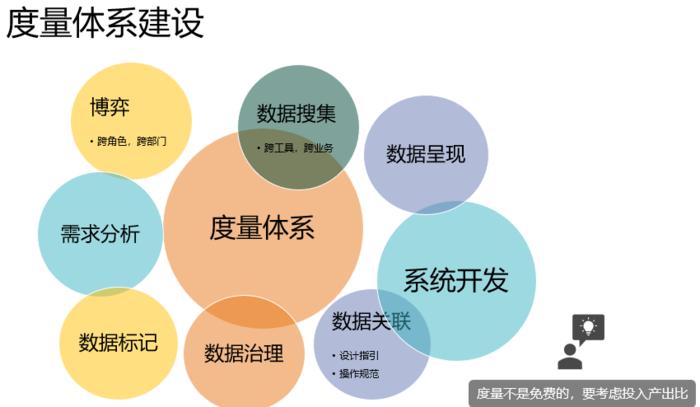 度量体系建设
博弈
• 跨角色，跨部门
数据搜集
• 跨工具，跨业务
数据呈现
需求分析
度量体系
系统开发
数据标记
数据治理
数据关联
• 设计指引
• 操作规范
度量不是免费的，要考虑投入产出比